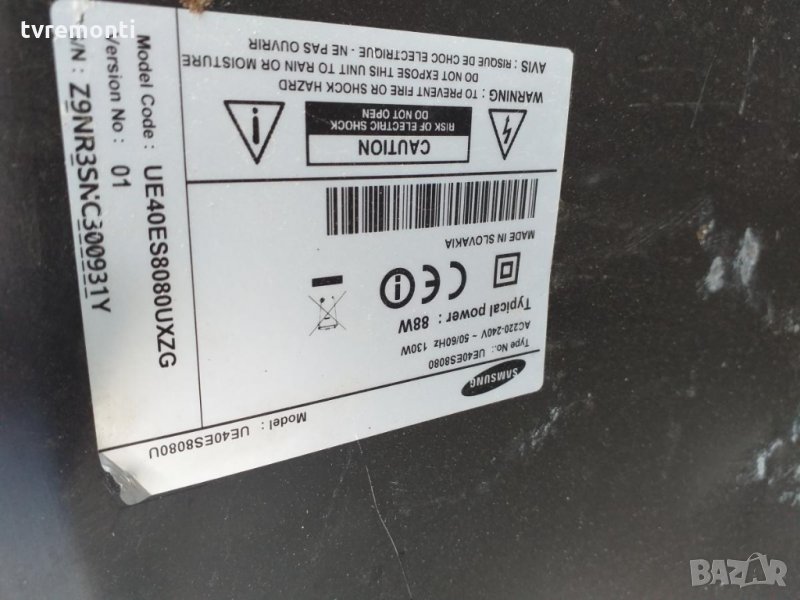 tvremonti
SAMSUNG
Model : UE40ES8080U
Type No.: UE40ES8080
AC220-240V ~ 50/60Hz 130W
Typical power : 88W
CE
MADE IN SLOVAKIA
CAUTION
RISK OF ELECTRIC SHOCK
DO NOT OPEN
WARNING : TO PREVENT FIRE OR SHOCK HAZRD
DO NOT EXPOSE THIS UNIT TO RAIN OR MOISTURE
AVIS : RISQUE DE CHOC ELECTRIQUE - NE PAS OUVRIR
Model Code : UE40ES8080UXZG
Version No : 01
S/N : Z9NR3SNC300931Y
BAZAR